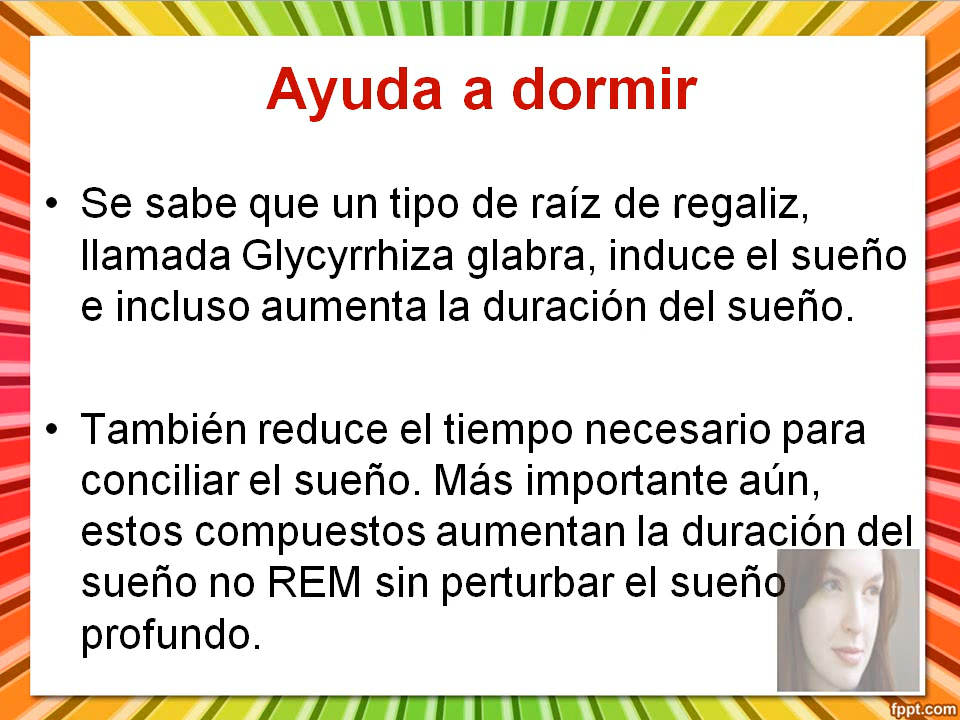 Ayuda a dormir
• Se sabe que un tipo de raíz de regaliz,
llamada Glycyrrhiza glabra, induce el sueño
e incluso aumenta la duración del sueño.
• También reduce el tiempo necesario para
conciliar el sueño. Más importante aún,
estos compuestos aumentan la duración del
sueño no REM sin perturbar el sueño
profundo.
fppt.com